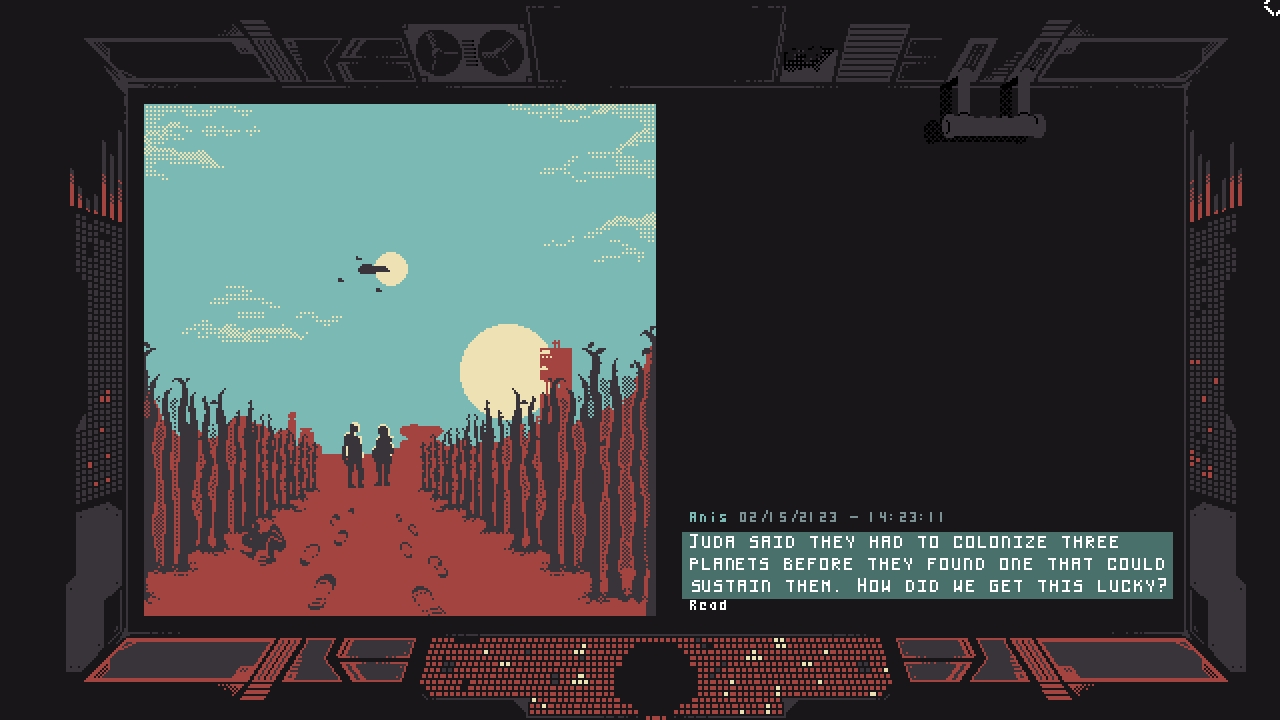 Anis 02/15/2123 - 14:23:11
JUDA SAID THEY HAD TO COLONIZE THREE
PLANETS BEFORE THEY FOUND ONE THAT COULD
SUSTAIN THEM. HOW DID WE GET THIS LUCKY?
Read